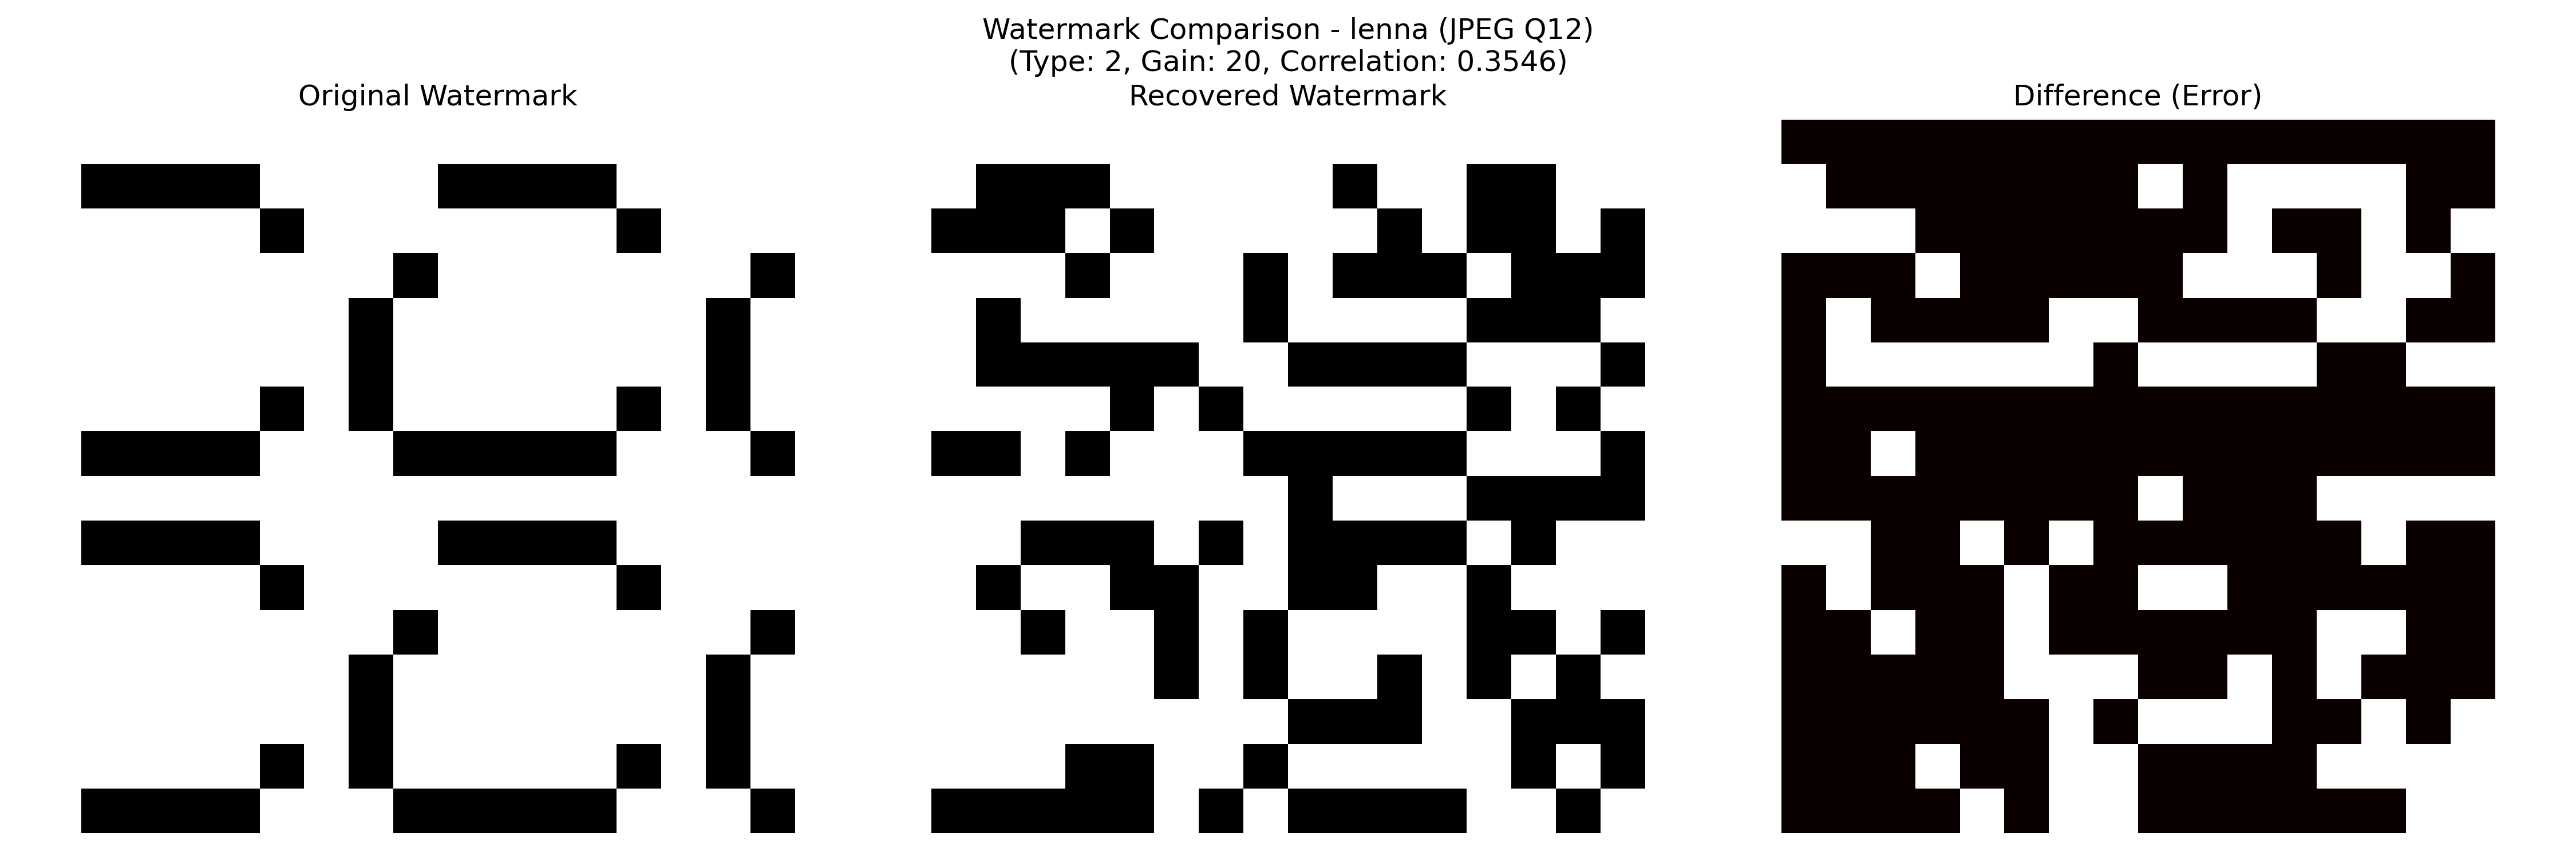 Watermark Comparison - lenna (JPEG Q12)
(Type: 2, Gain: 20, Correlation: 0.3546)
Original Watermark
Recovered Watermark
Difference (Error)